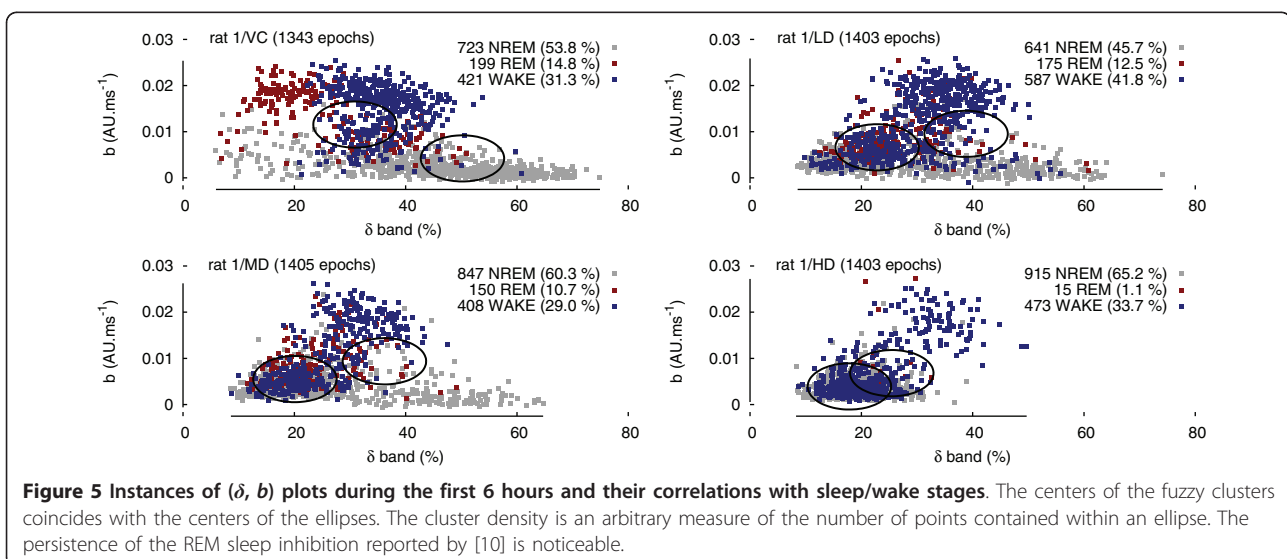 rat 1/VC (1343 epochs)
723 NREM (53.8 %)
199 REM (14.8 %)
421 WAKE (31.3 %)
0.03
0.02
0.01
0
b (AU.ms-1)
0 20 40 60 80
δ band (%)
rat 1/LD (1403 epochs)
641 NREM (45.7 %)
175 REM (12.5 %)
587 WAKE (41.8 %)
0.03
0.02
0.01
0
b (AU.ms-1)
0 20 40 60 80
δ band (%)
rat 1/MD (1405 epochs)
847 NREM (60.3 %)
150 REM (10.7 %)
408 WAKE (29.0 %)
0.03
0.02
0.01
0
b (AU.ms-1)
0 20 40 60 80
δ band (%)
rat 1/HD (1403 epochs)
915 NREM (65.2 %)
15 REM (1.1 %)
473 WAKE (33.7 %)
0.03
0.02
0.01
0
b (AU.ms-1)
0 20 40 60 80
δ band (%)
Figure 5 Instances of (δ, b) plots during the first 6 hours and their correlations with sleep/wake stages. The centers of the fuzzy clusters
coincides with the centers of the ellipses. The cluster density is an arbitrary measure of the number of points contained within an ellipse. The
persistence of the REM sleep inhibition reported by [10] is noticeable.